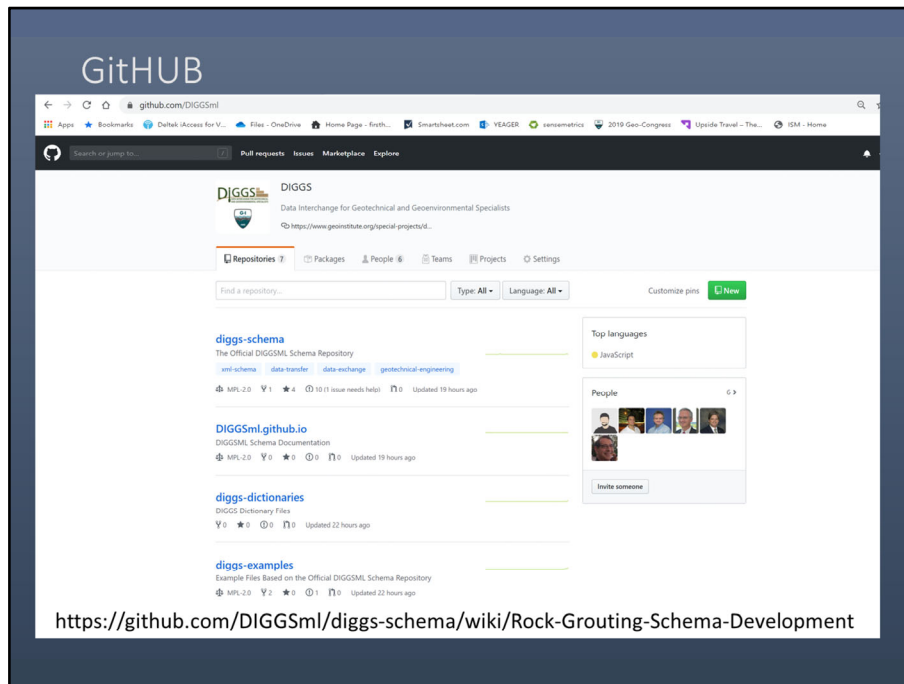 GitHUB
github.com/DIGGSml
Apps Bookmarks Deltek iAccess for V... Files - OneDrive Home Page - firsth... Smartsheet.com YEAGER sensemetrics 2019 Geo-Congress Upside Travel – The... ISM - Home
Search or jump to... / Pull requests Issues Marketplace Explore
DIGGS
DIGGS
Data Interchange for Geotechnical and Geoenvironmental Specialists
G-I
https://www.geoinstitute.org/special-projects/d...
Repositories 7 Packages People 6 Teams Projects Settings
Find a repository... Type: All Language: All Customize pins New
diggs-schema
The Official DIGGSML Schema Repository
xml-schema data-transfer data-exchange geotechnical-engineering
MPL-2.0 1 4 10 (1 issue needs help) 0 Updated 19 hours ago
Top languages
JavaScript
People 6
Invite someone
DIGGSml.github.io
DIGGSML Schema Documentation
MPL-2.0 0 0 0 0 Updated 19 hours ago
diggs-dictionaries
DIGGS Dictionary Files
0 0 0 0 Updated 22 hours ago
diggs-examples
Example Files Based on the Official DIGGSML Schema Repository
MPL-2.0 2 0 1 0 Updated 22 hours ago
https://github.com/DIGGSml/diggs-schema/wiki/Rock-Grouting-Schema-Development